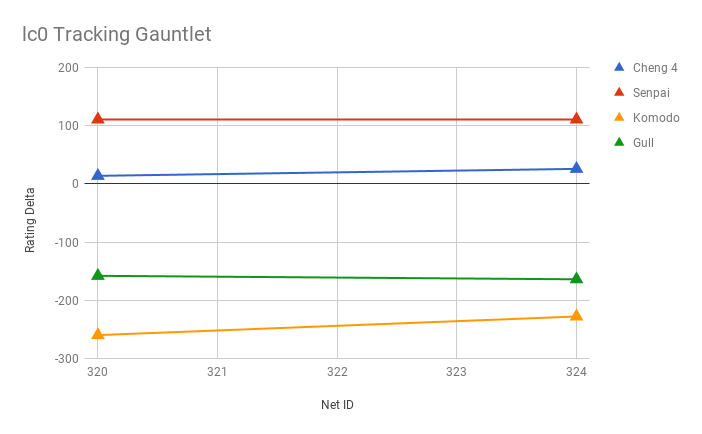 lc0 Tracking Gauntlet
200
100
0
-100
-200
-300
Rating Delta
320 321 322 323 324
Net ID
Cheng 4
Senpai
Komodo
Gull